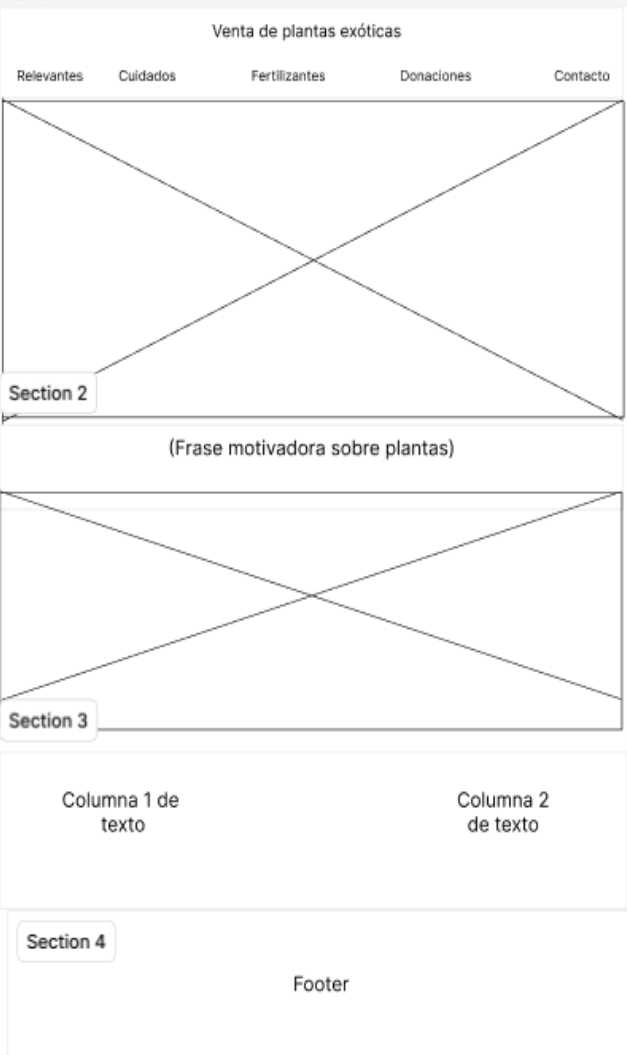 Venta de plantas exóticas
Relevantes Cuidados Fertilizantes Donaciones Contacto
Section 2
(Frase motivadora sobre plantas)
Section 3
Columna 1 de
texto
Columna 2
de texto
Section 4
Footer